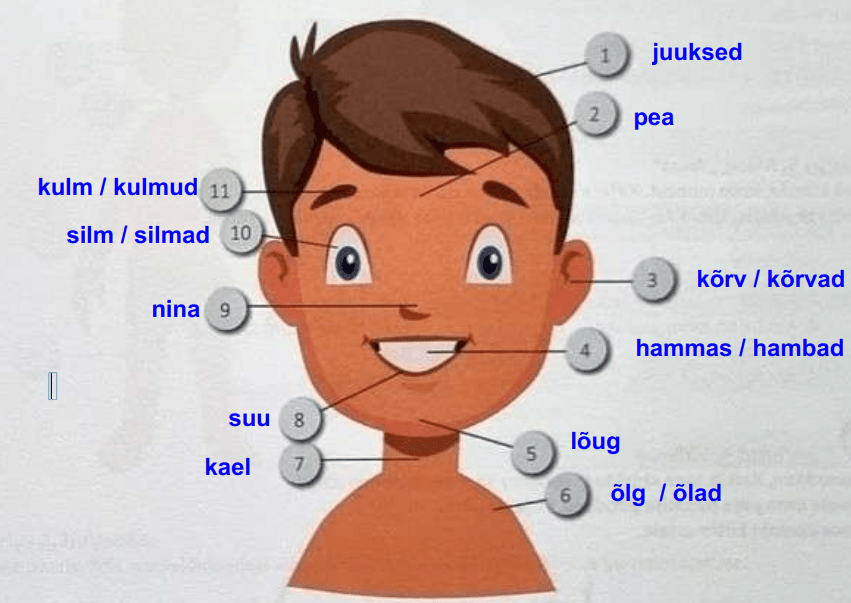 1 juuksed
2 pea
kulm / kulmud 11
silm / silmad 10
3 kõrv / kõrvad
nina 9
4 hammas / hambad
suu 8
5 lõug
kael 7
6 õlg / õlad